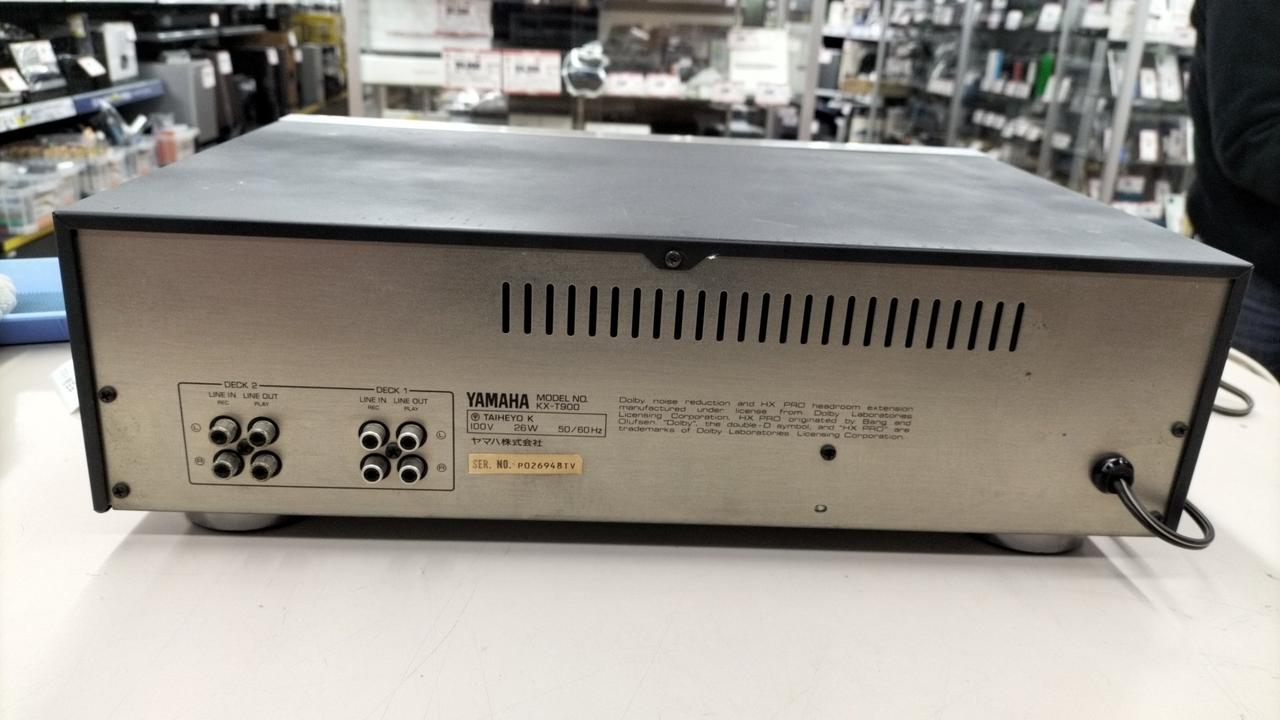 DECK 2
DECK 1
LINE IN LINE OUT
REC PLAY
LINE IN LINE OUT
REC PLAY
L
L
R
R
YAMAHA MODEL NO.
KX-T900
TAIHEYO K
100V 26W 50/60Hz
ヤマハ株式会社
SER. NO. P026948TV
Dolby noise reduction and HX PRO headroom extension
manufactured under license from Dolby Laboratories
Licensing Corporation. HX PRO originated by Bang and
Olufsen "Dolby", the double-D symbol, and "HX PRO" are
trademarks of Dolby Laboratories Licensing Corporation.